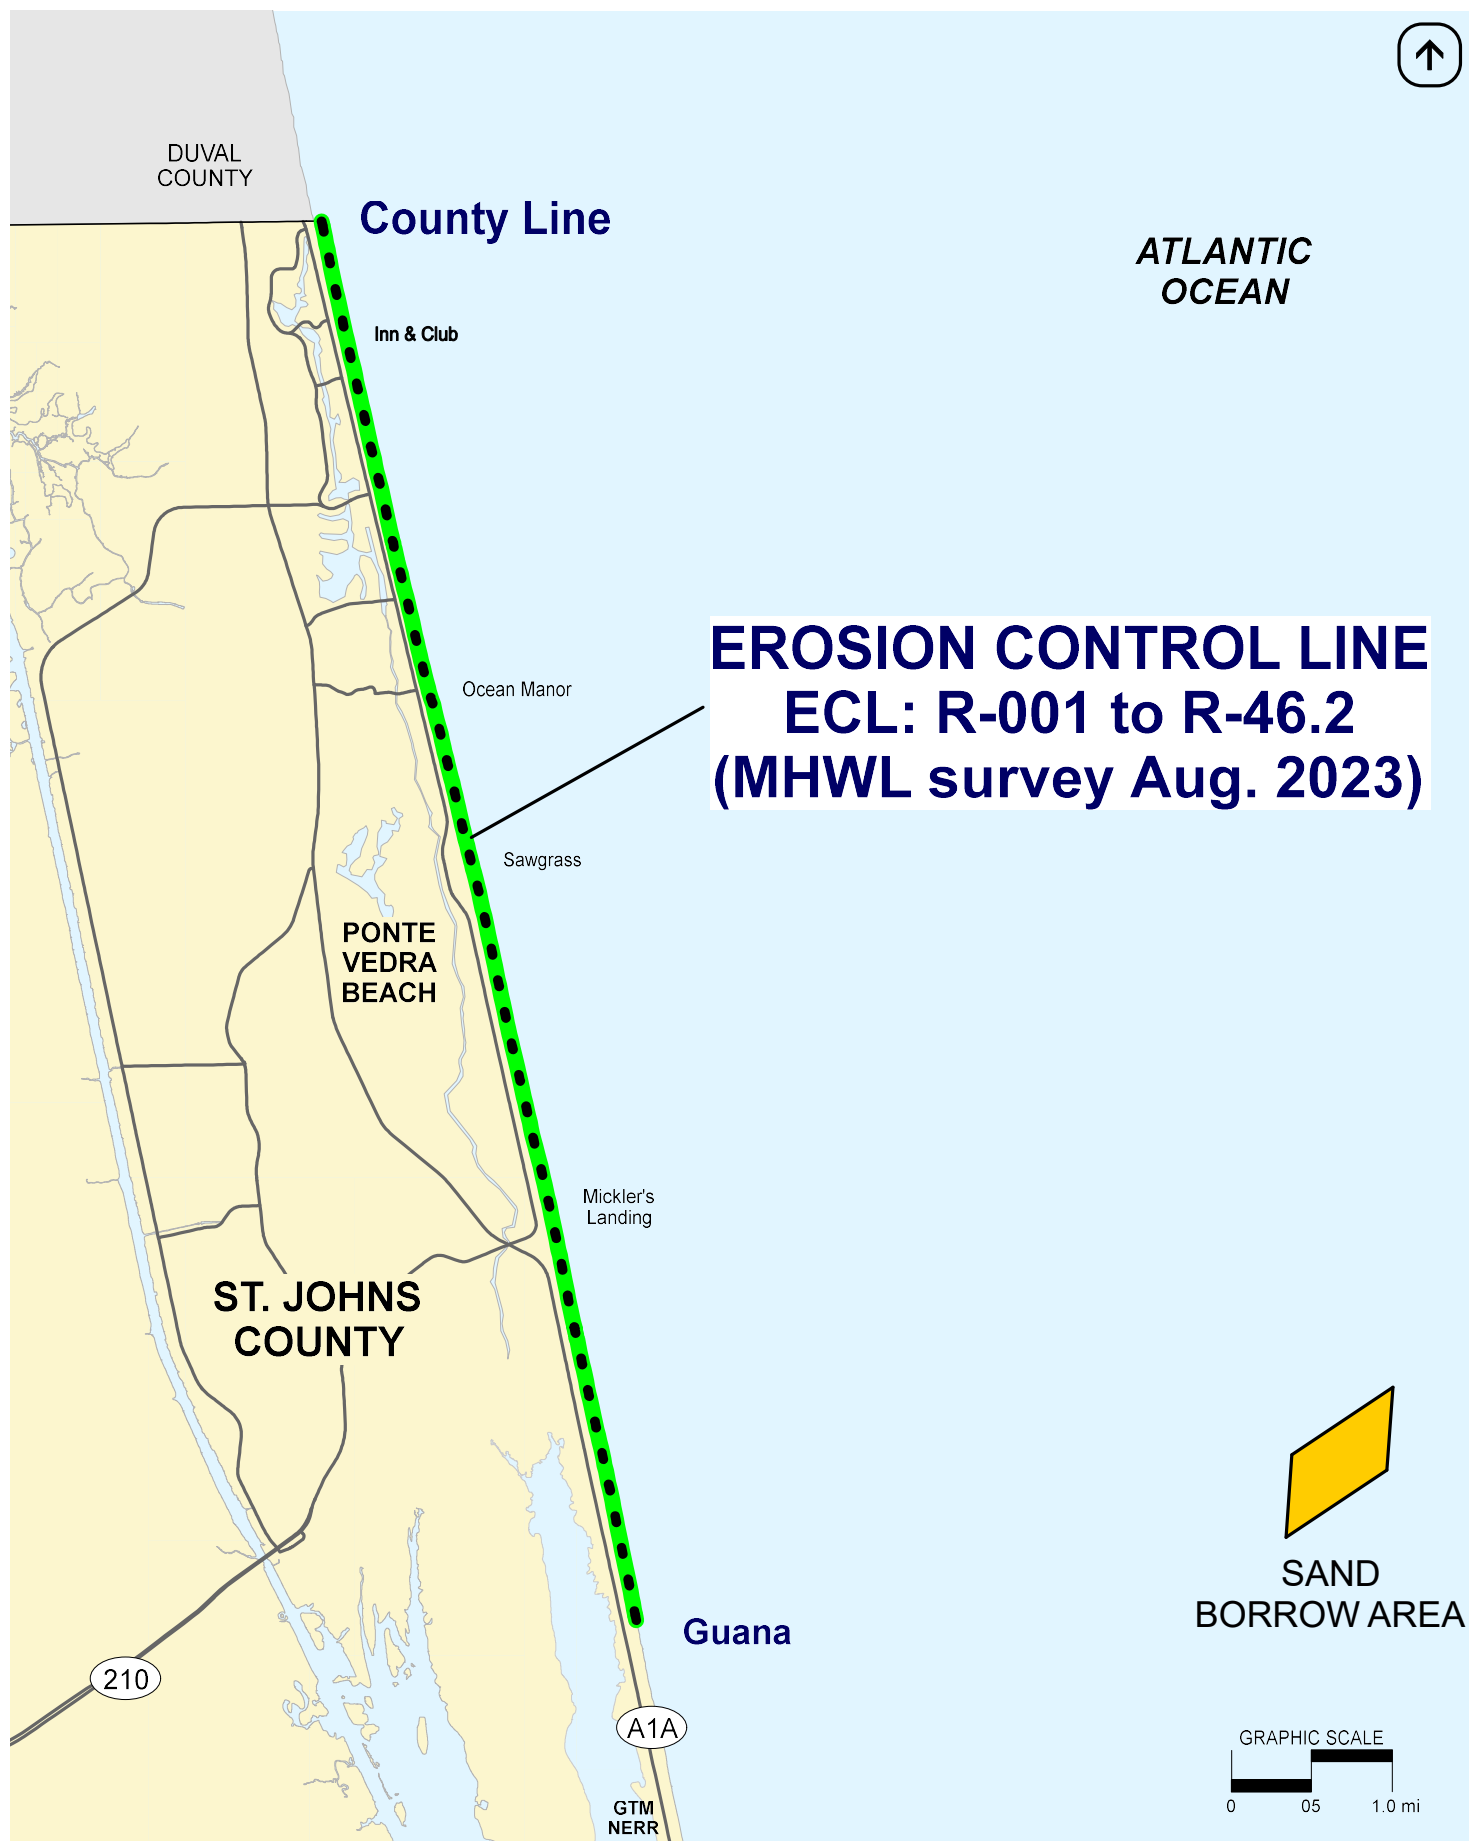 DUVAL
COUNTY
County Line
ATLANTIC
OCEAN
Inn & Club
EROSION CONTROL LINE
ECL: R-001 to R-46.2
(MHWL survey Aug. 2023)
Ocean Manor
Sawgrass
PONTE
VEDRA
BEACH
Mickler's
Landing
ST. JOHNS
COUNTY
SAND
BORROW AREA
Guana
210
A1A
GRAPHIC SCALE
0 05 1.0 mi
GTM
NERR